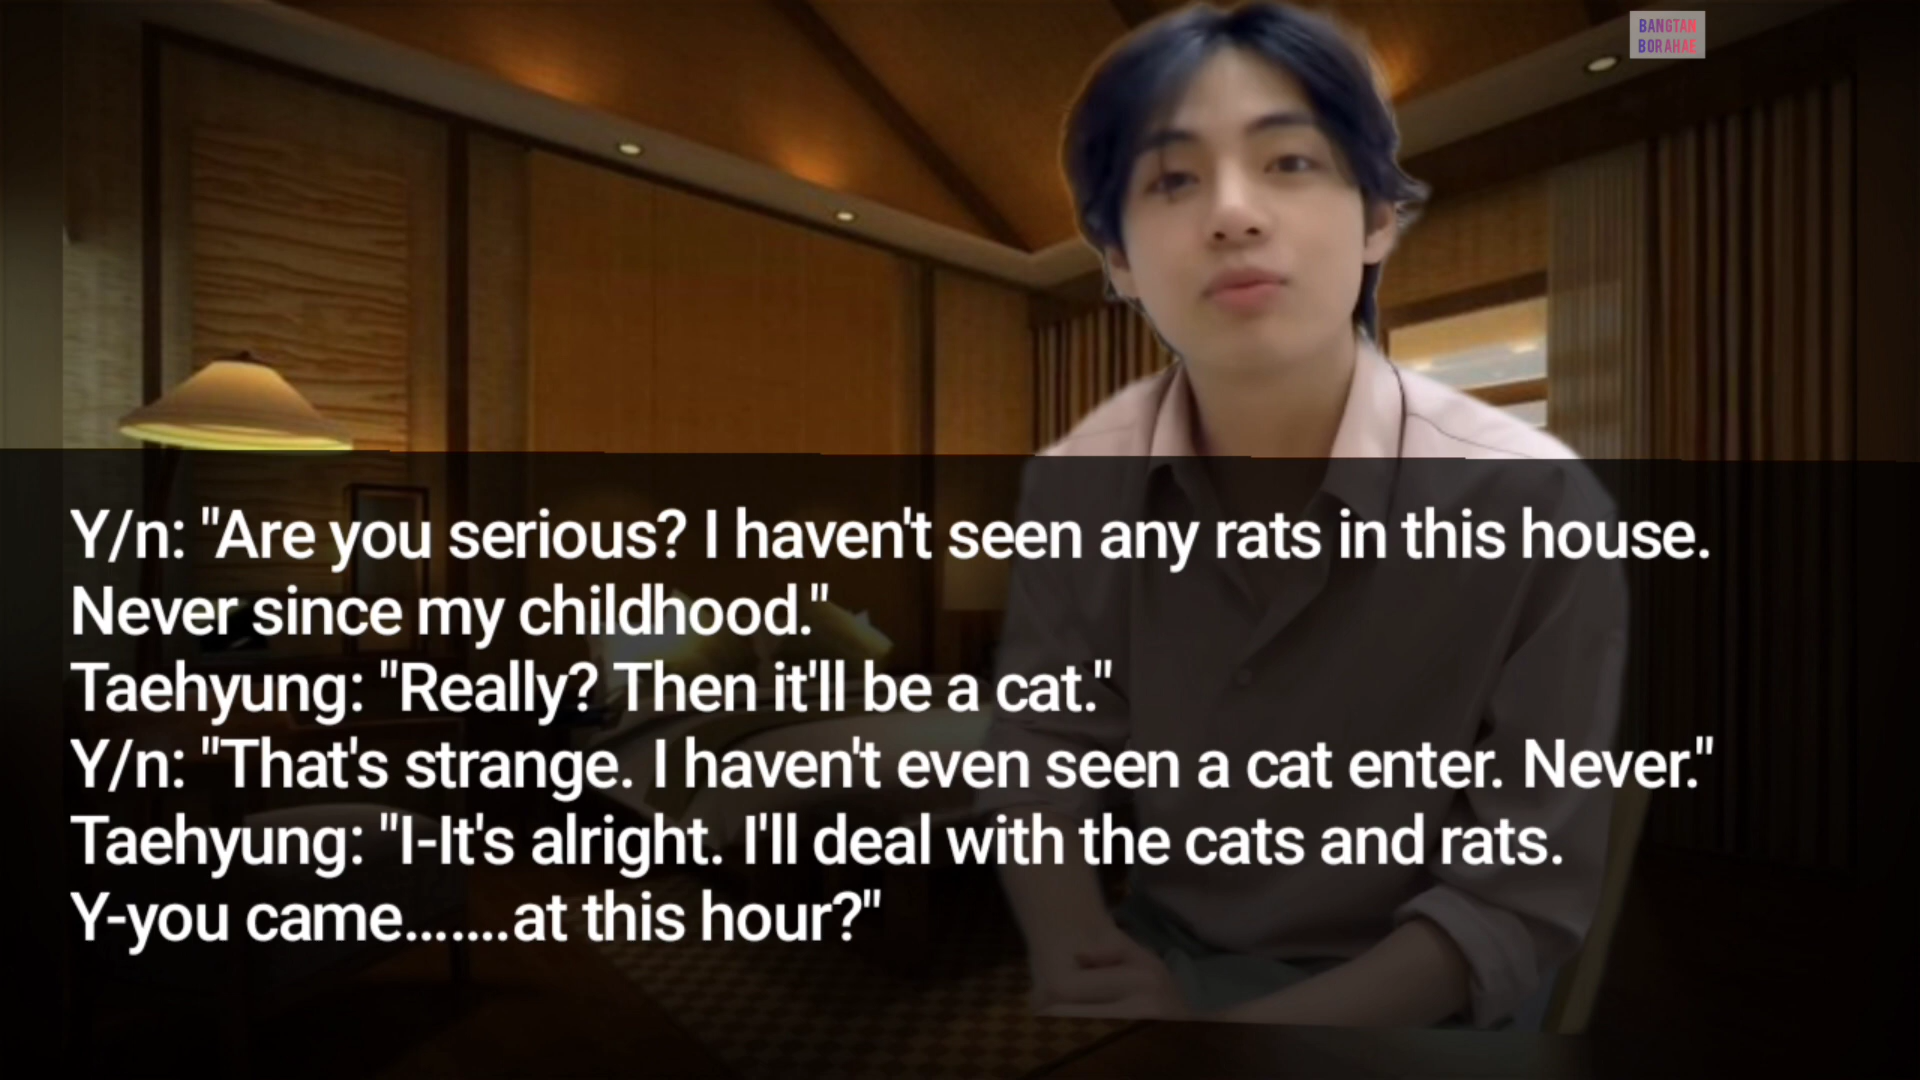 BANGTAN
BORAHAE
Y/n: "Are you serious? I haven't seen any rats in this house.
Never since my childhood."
Taehyung: "Really? Then it'll be a cat."
Y/n: "That's strange. I haven't even seen a cat enter. Never."
Taehyung: "I-It's alright. I'll deal with the cats and rats.
Y-you came.......at this hour?"